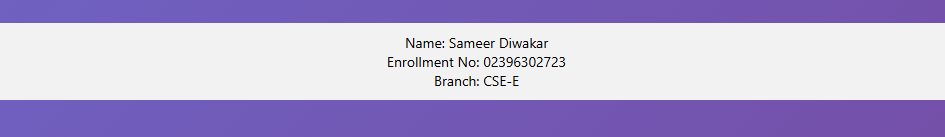 Name: Sameer Diwakar
Enrollment No: 02396302723
Branch: CSE-E